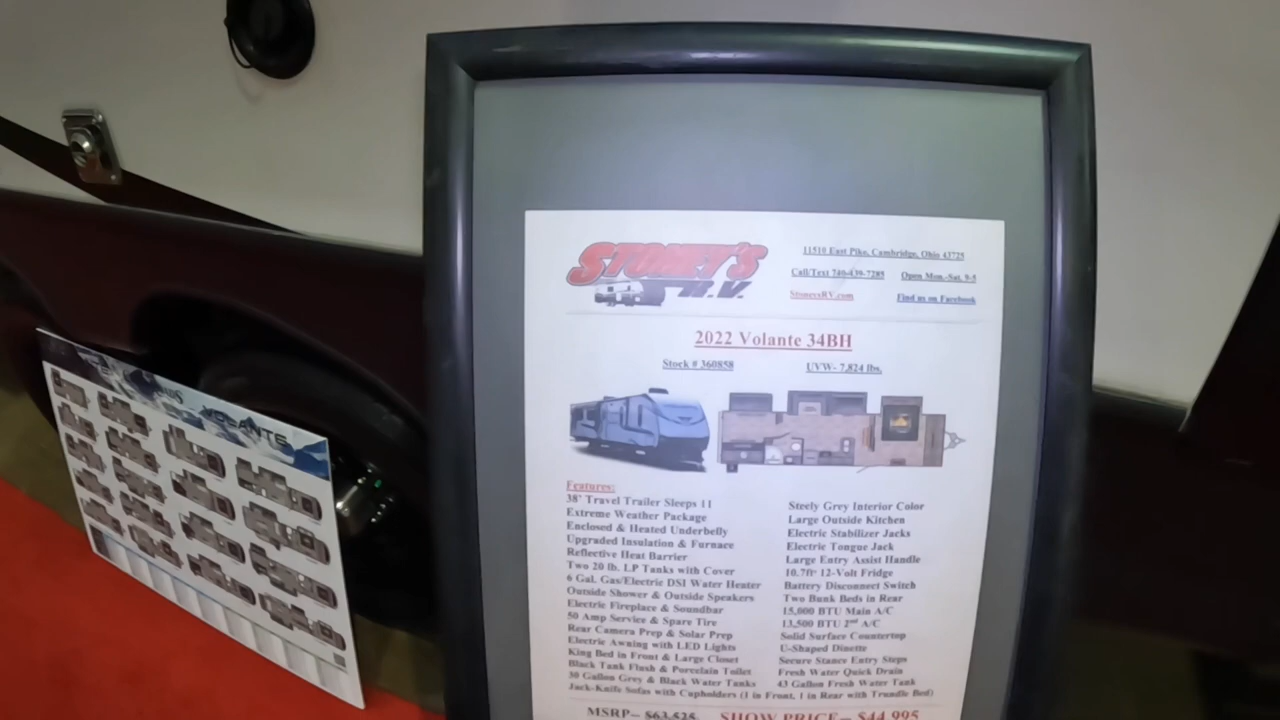 STONEY'S
R.V.
11510 East Pike, Cambridge, Ohio 43725
Call/Text 740-439-7285 Open Mon.-Sat. 9-5
StoneysRV.com Find us on Facebook
2022 Volante 34BH
Stock # 360858 UVW- 7,824 lbs.
Features:
38' Travel Trailer Sleeps 11
Extreme Weather Package
Enclosed & Heated Underbelly
Upgraded Insulation & Furnace
Reflective Heat Barrier
Two 20 lb. LP Tanks with Cover
6 Gal. Gas/Electric DSI Water Heater
Outside Shower & Outside Speakers
Electric Fireplace & Soundbar
50 Amp Service & Spare Tire
Rear Camera Prep & Solar Prep
Electric Awning with LED Lights
King Bed in Front & Large Closet
Black Tank Flush & Porcelain Toilet
30 Gallon Grey & Black Water Tanks
Steely Grey Interior Color
Large Outside Kitchen
Electric Stabilizer Jacks
Electric Tongue Jack
Large Entry Assist Handle
10.7ft³ 12-Volt Fridge
Battery Disconnect Switch
Two Bunk Beds in Rear
15,000 BTU Main A/C
13,500 BTU 2nd A/C
Solid Surface Countertop
U-Shaped Dinette
Secure Stance Entry Steps
Fresh Water Quick Drain
43 Gallon Fresh Water Tank
Jack-Knife Sofas with Cupholders (1 in Front, 1 in Rear with Trundle Bed)
MSRP– $63,525 SHOW PRICE– $44,995
VOLANTE